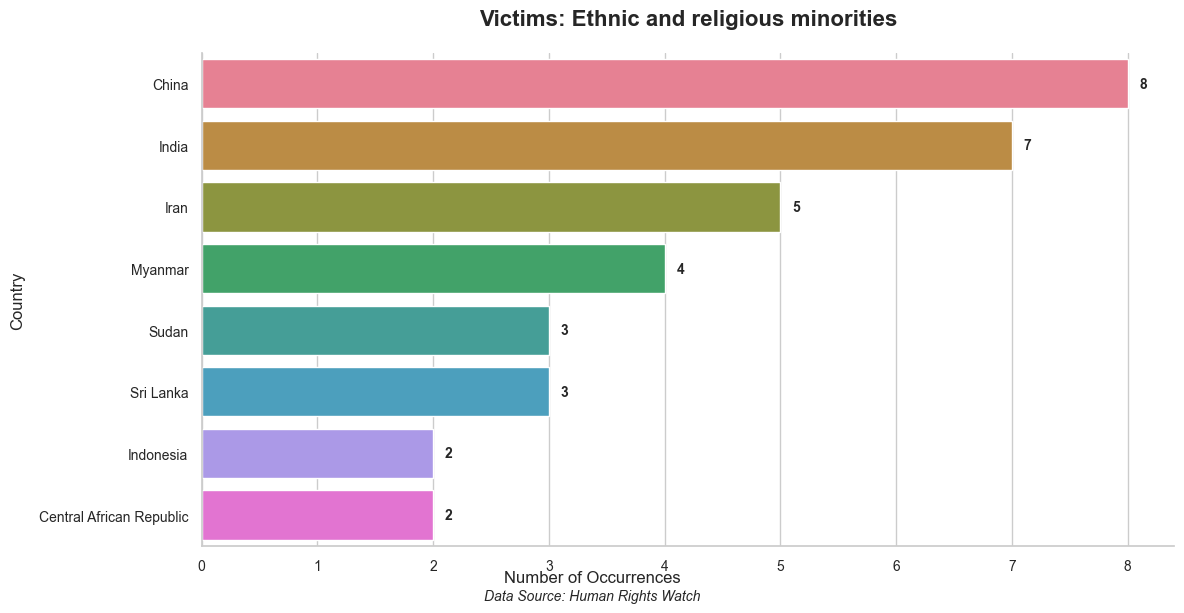 Victims: Ethnic and religious minorities
Country
China 8
India 7
Iran 5
Myanmar 4
Sudan 3
Sri Lanka 3
Indonesia 2
Central African Republic 2
0 1 2 3 4 5 6 7 8
Number of Occurrences
Data Source: Human Rights Watch